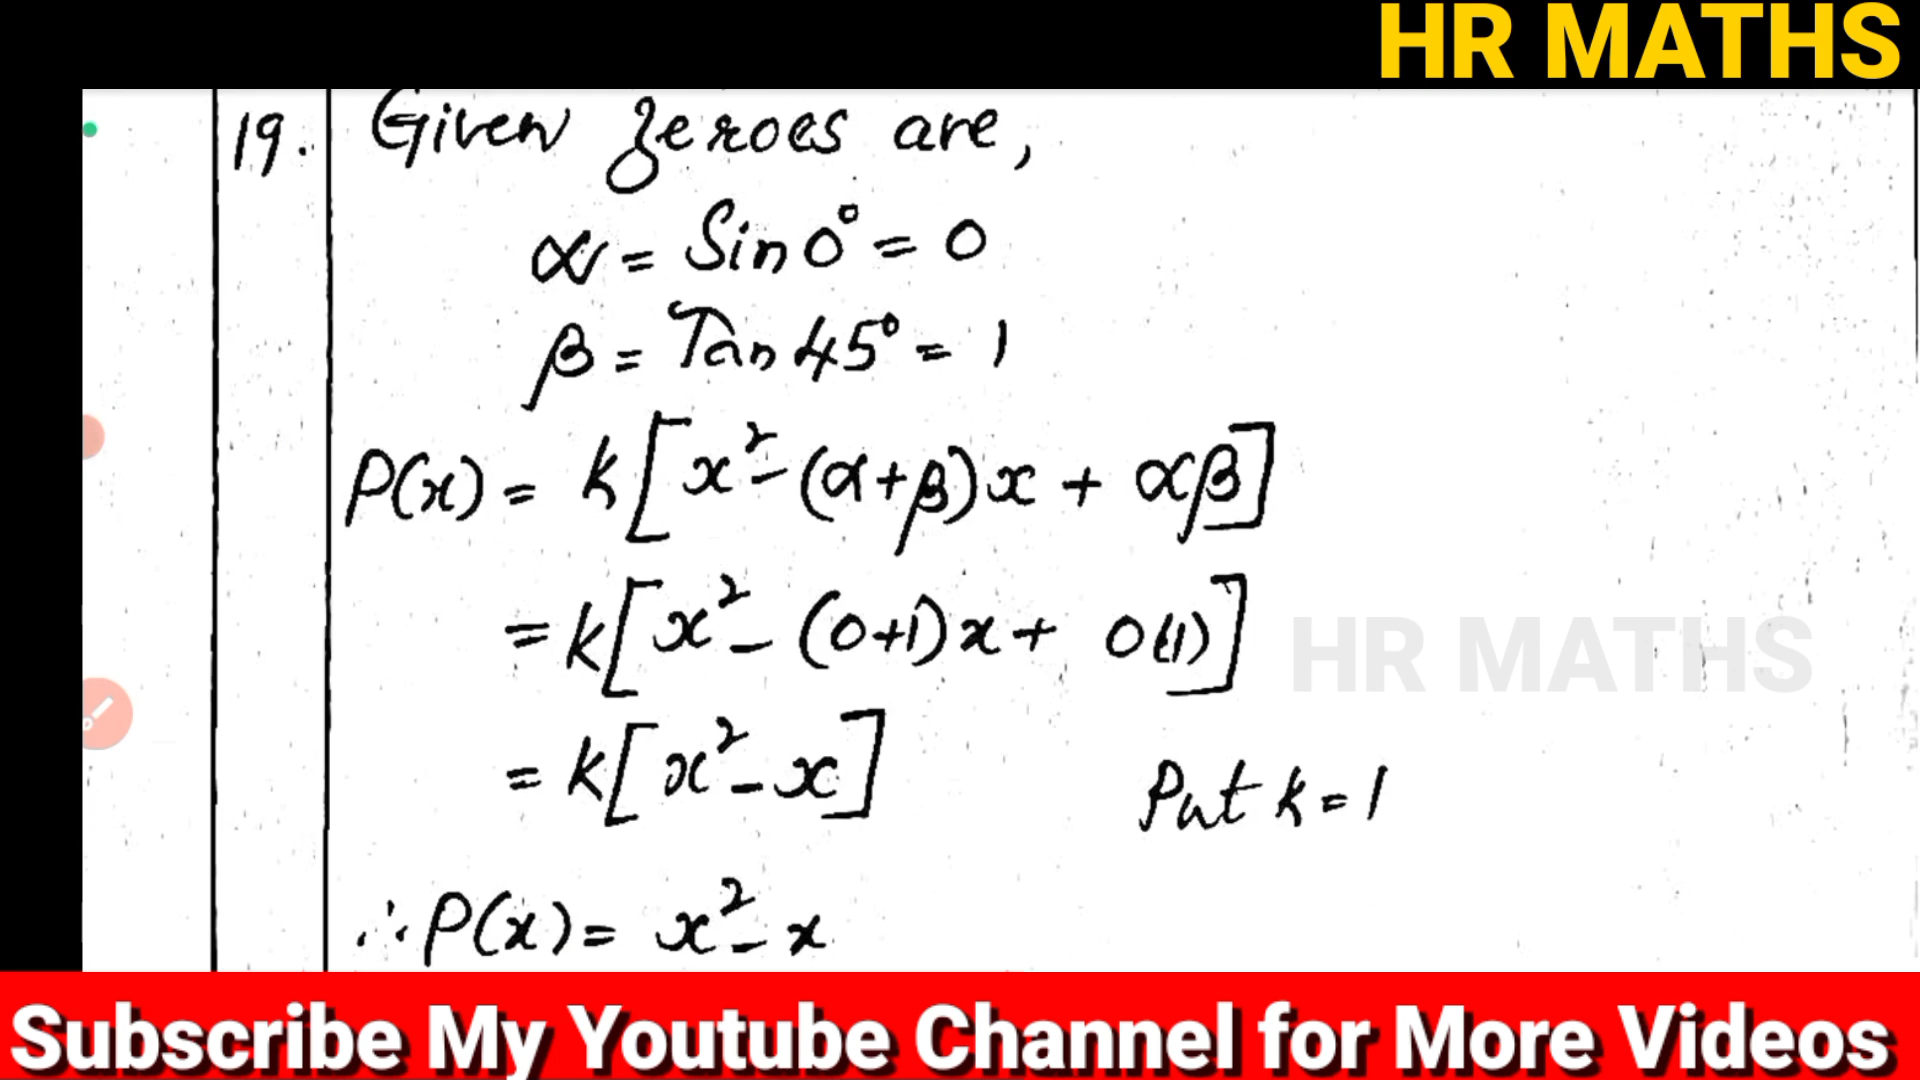 HR MATHS
19. Given zeroes are,
α = Sin 0° = 0
β = Tan 45° = 1
P(x) = k[x² - (α+β)x + αβ]
= k[x² - (0+1)x + 0(1)]
HR MATHS
= k[x² - x] Put k = 1
∴ P(x) = x² - x
Subscribe My Youtube Channel for More Videos